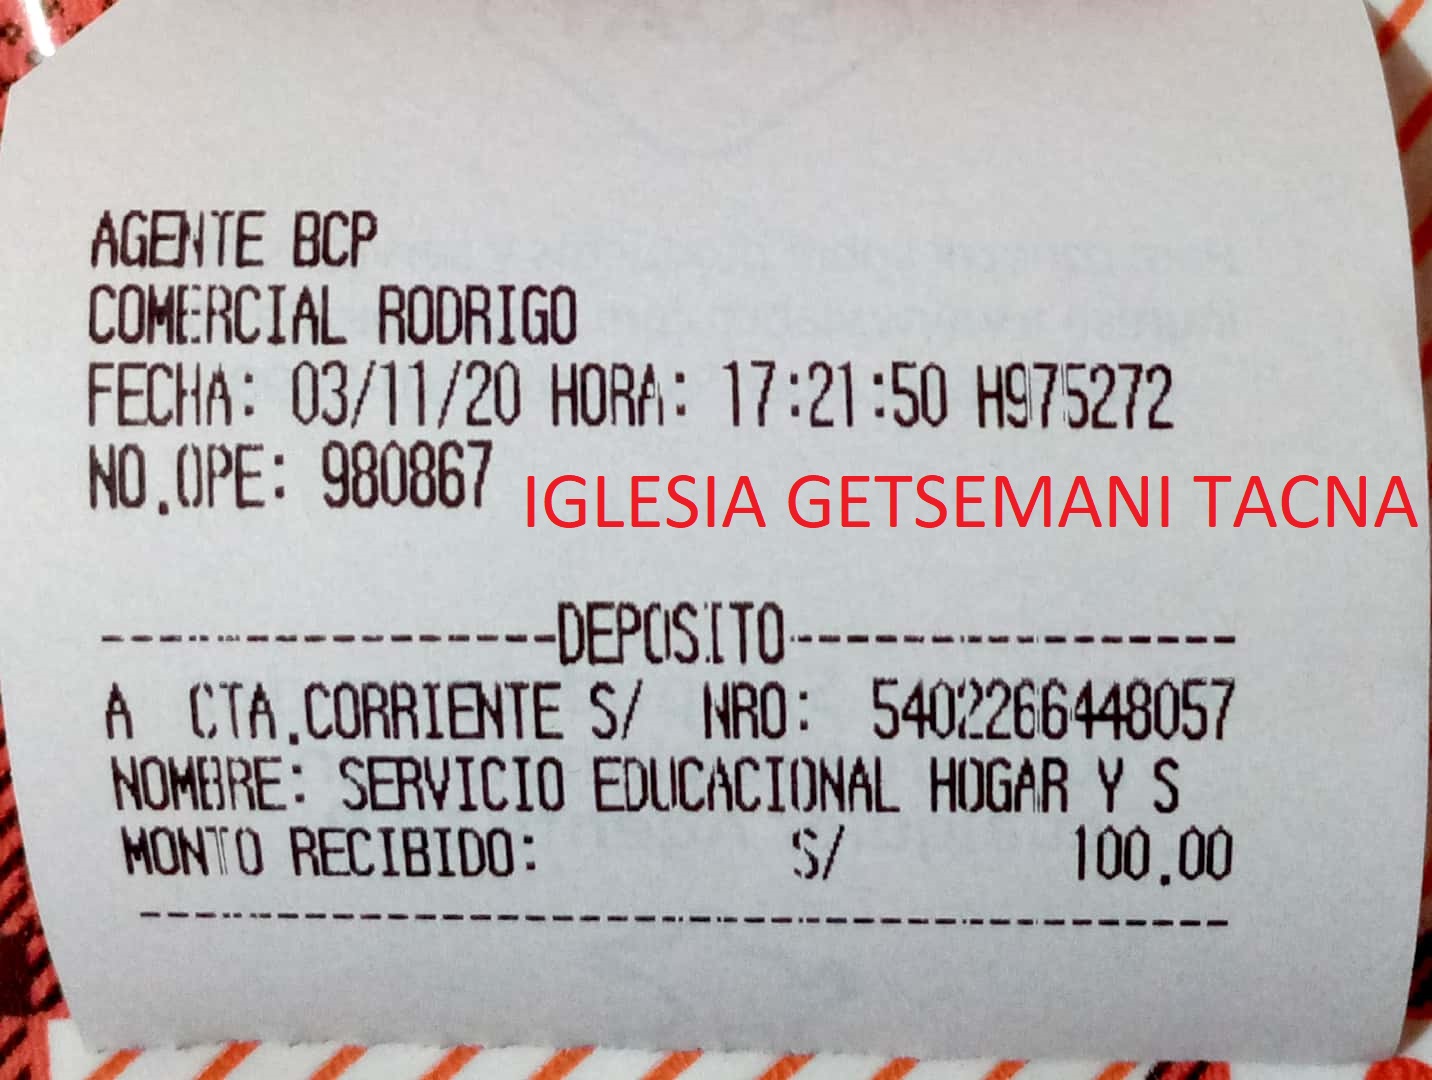 AGENTE BCP
COMERCIAL RODRIGO
FECHA: 03/11/20 HORA: 17:21:50 H975272
NO.OPE: 980867
IGLESIA GETSEMANI TACNA
------------------DEPOSITO------------------
A CTA.CORRIENTE S/ NRO: 5402266448057
NOMBRE: SERVICIO EDUCACIONAL HOGAR Y S
MONTO RECIBIDO: S/ 100.00